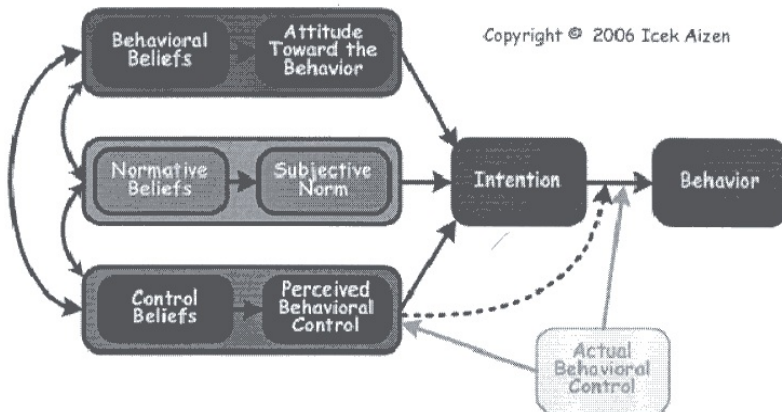 Behavioral
Beliefs
Attitude
Toward the
Behavior
Copyright © 2006 Icek Aizen
Normative
Beliefs
Subjective
Norm
Intention
Behavior
Control
Beliefs
Perceived
Behavioral
Control
Actual
Behavioral
Control